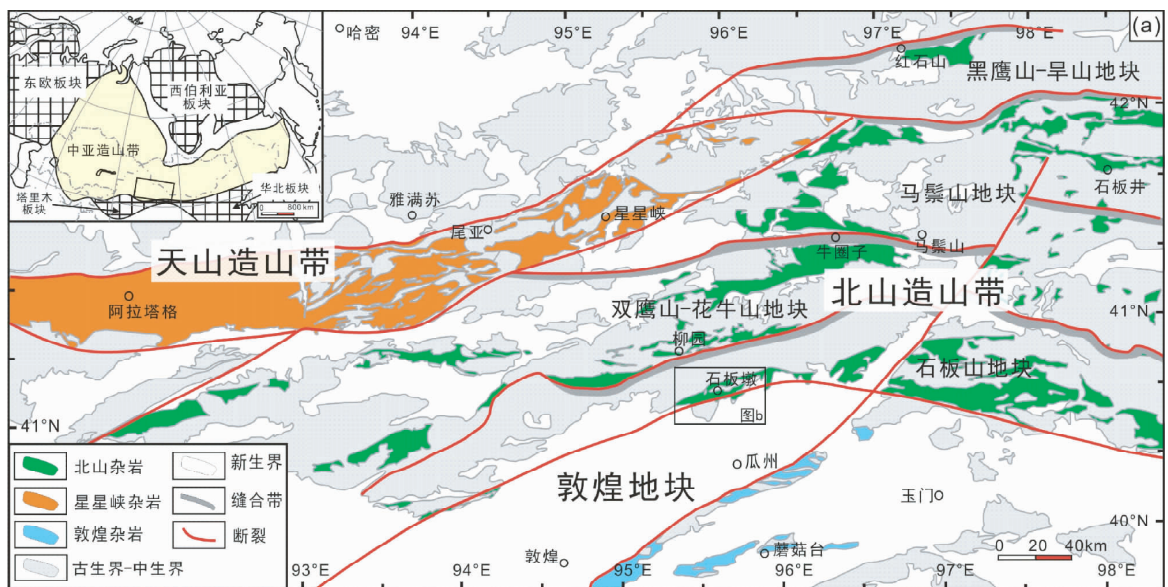 哈密
94°E
95°E
96°E
97°E
98°E
(a)
红石山
黑鹰山-旱山地块
42°N
东欧板块
西伯利亚
板块
中亚造山带
塔里木
板块
华北板块
0 800km
雅满苏
尾亚
星星峡
马鬃山地块
石板井
牛圈子
马鬃山
天山造山带
阿拉塔格
双鹰山-花牛山地块
北山造山带
41°N
柳园
石板墩
图b
石板山地块
41°N
瓜州
敦煌地块
玉门
40°N
敦煌
蘑菇台
0 20 40km
93°E
94°E
95°E
96°E
97°E
98°E
北山杂岩
新生界
星星峡杂岩
缝合带
敦煌杂岩
断裂
古生界-中生界